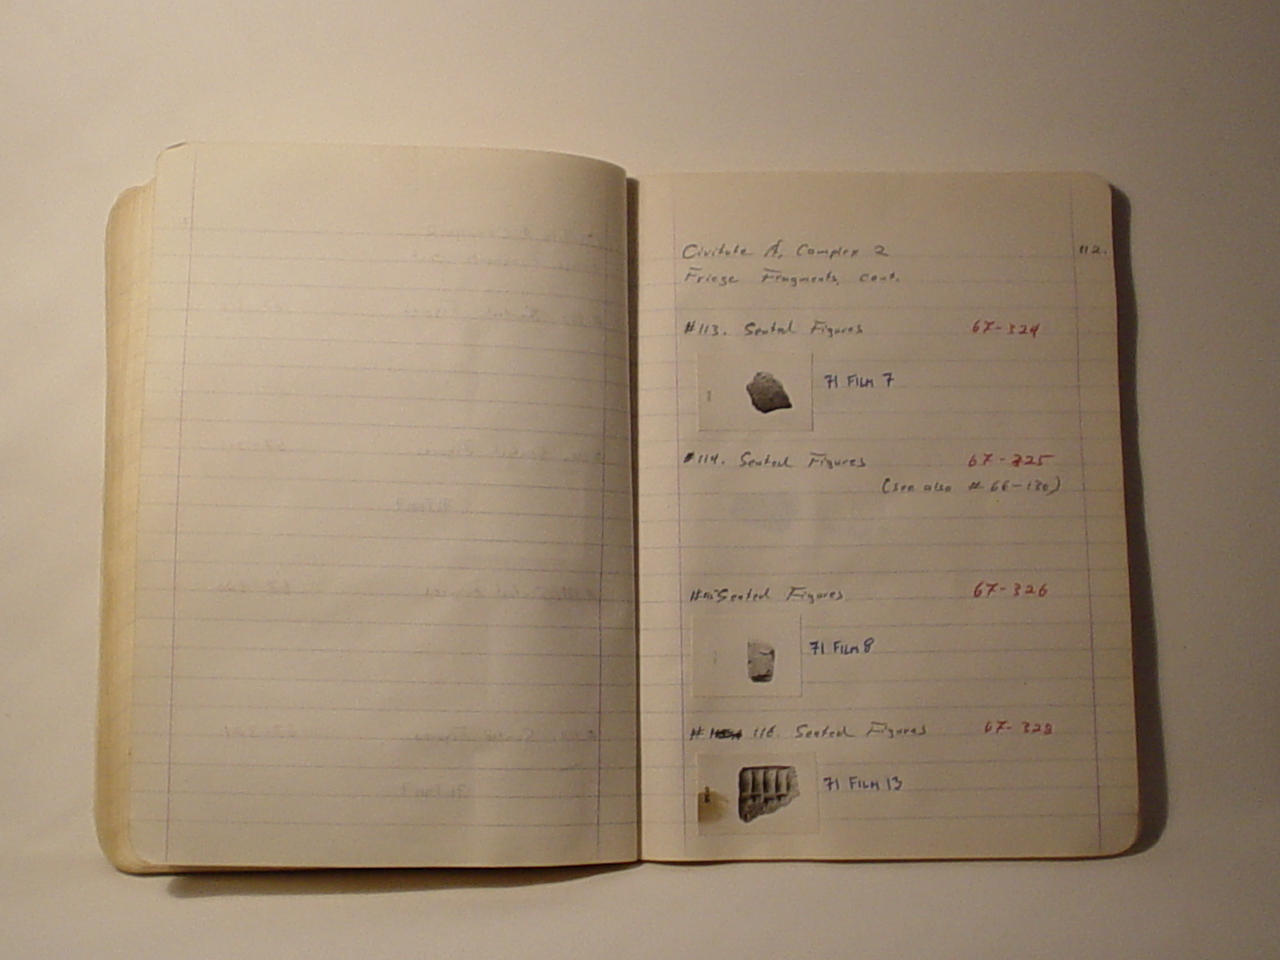 112.
Civitate A, Complex 2
Frieze Fragments, cont.
#113. Seated Figures 67-324
71 FILM 7
#114. Seated Figures 67-325
(see also # 66-180)
Seated Figures 67-326
71 FILM 8
# 116. Seated Figures 67-328
71 FILM 13